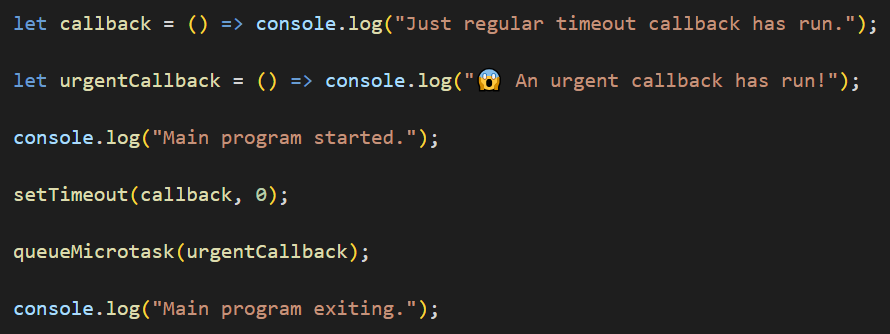 let callback = () => console.log("Just regular timeout callback has run.");
let urgentCallback = () => console.log("😱 An urgent callback has run!");
console.log("Main program started.");
setTimeout(callback, 0);
queueMicrotask(urgentCallback);
console.log("Main program exiting.");